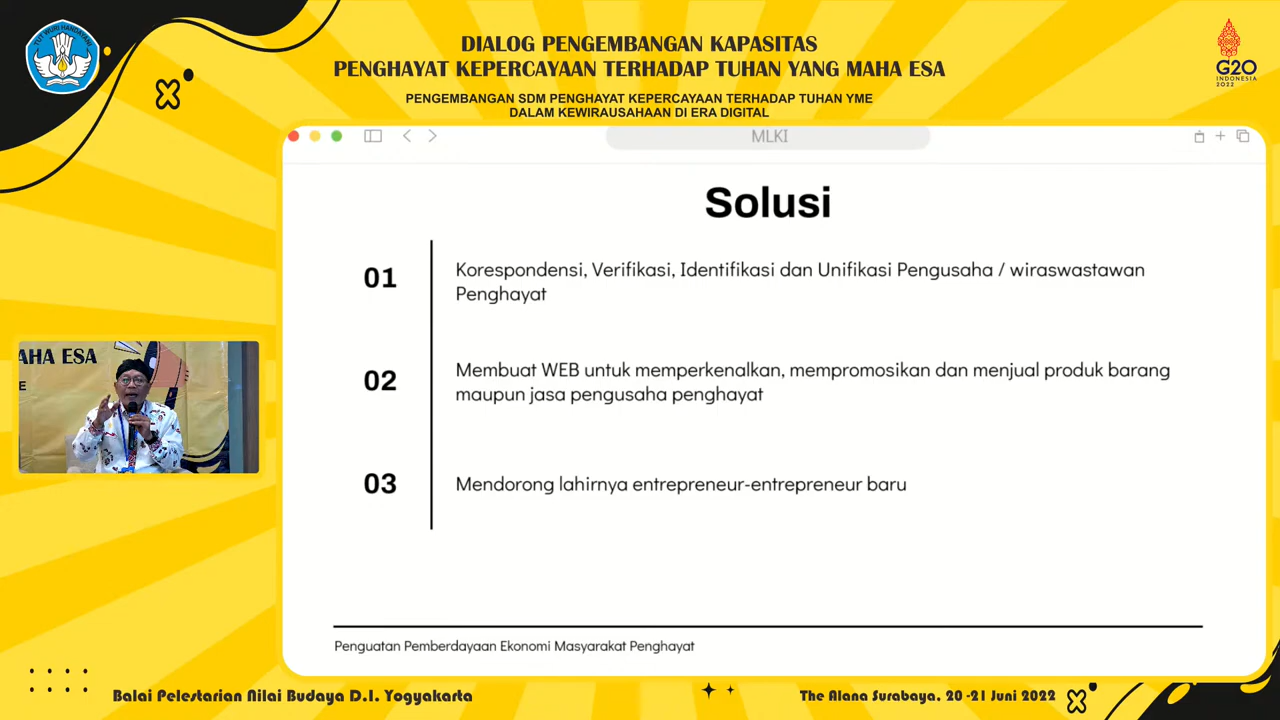 TUT WURI HANDAYANI
DIALOG PENGEMBANGAN KAPASITAS
PENGHAYAT KEPERCAYAAN TERHADAP TUHAN YANG MAHA ESA
PENGEMBANGAN SDM PENGHAYAT KEPERCAYAAN TERHADAP TUHAN YME
DALAM KEWIRAUSAHAAN DI ERA DIGITAL
G20
INDONESIA
2022
MLKI
Solusi
01
Korespondensi, Verifikasi, Identifikasi dan Unifikasi Pengusaha / wiraswastawan
Penghayat
02
Membuat WEB untuk memperkenalkan, mempromosikan dan menjual produk barang
maupun jasa pengusaha penghayat
03
Mendorong lahirnya entrepreneur-entrepreneur baru
AHA ESA
E
Penguatan Pemberdayaan Ekonomi Masyarakat Penghayat
Balai Pelestarian Nilai Budaya D.I. Yogyakarta
The Alana Surabaya, 20 -21 Juni 2022